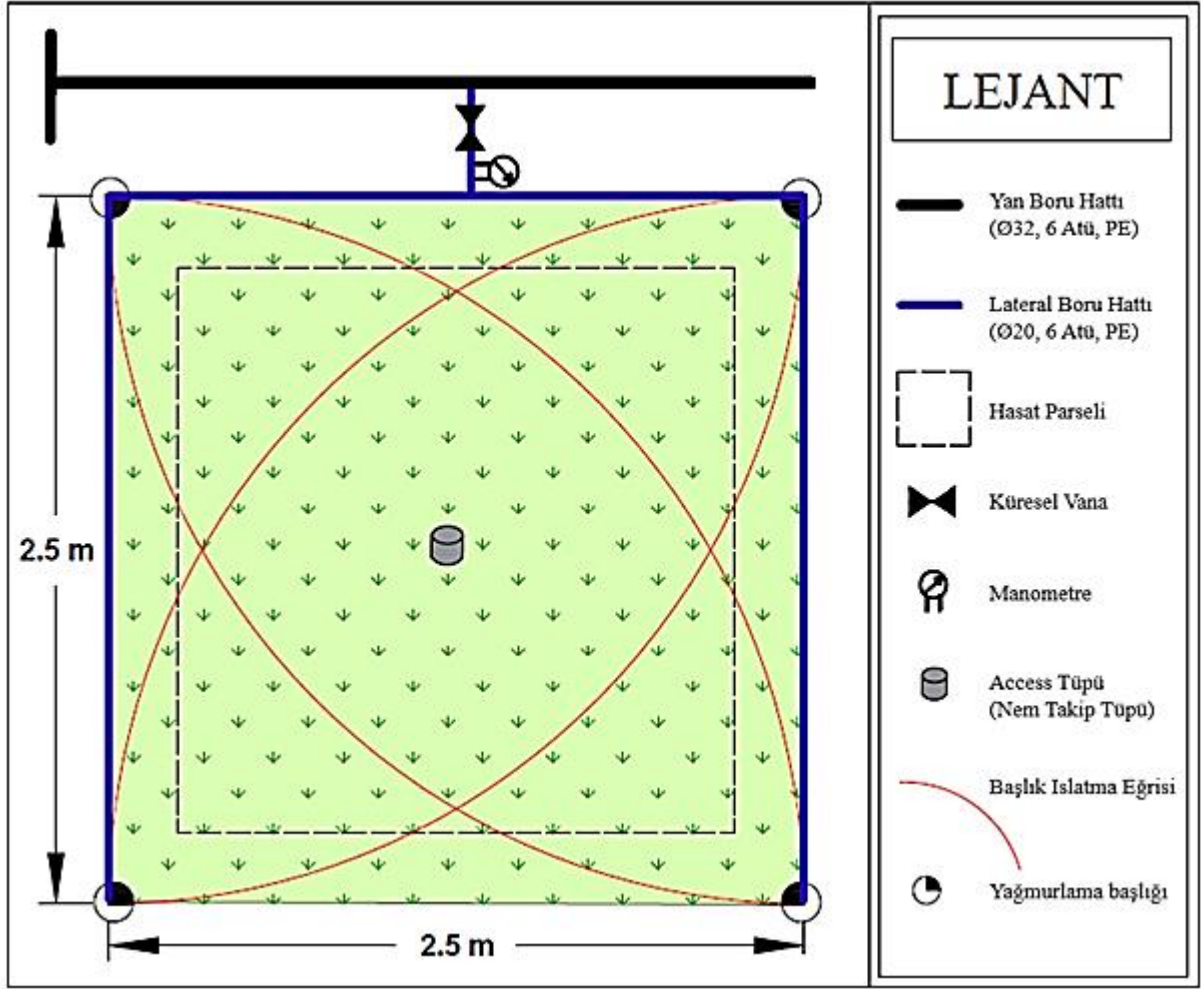 LEJANT
Yan Boru Hattı
(Ø32, 6 Atü, PE)
Lateral Boru Hattı
(Ø20, 6 Atü, PE)
Hasat Parseli
Küresel Vana
Manometre
Access Tüpü
(Nem Takip Tüpü)
Başlık Islatma Eğrisi
Yağmurlama başlığı
2.5 m
2.5 m